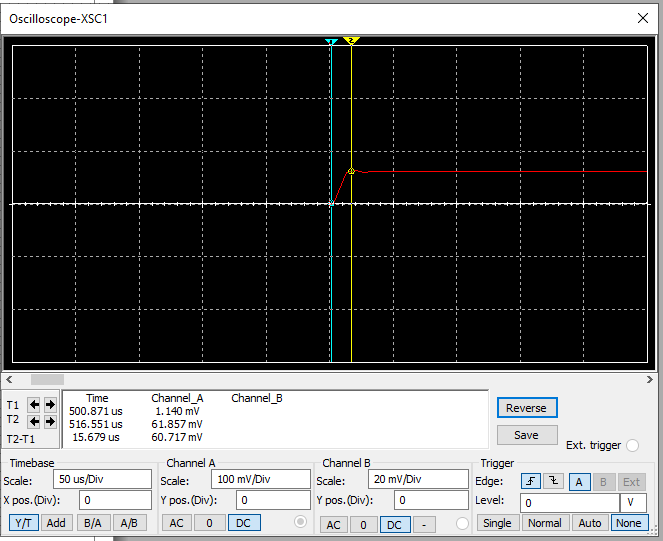 Oscilloscope-XSC1
1 2
Time Channel_A Channel_B
T1 500.871 us 1.140 mV
T2 516.551 us 61.857 mV
T2-T1 15.679 us 60.717 mV
Reverse
Save
Ext. trigger
Timebase Channel A Channel B Trigger
Scale: 50 us/Div Scale: 100 mV/Div Scale: 20 mV/Div Edge: A B Ext
X pos.(Div): 0 Y pos.(Div): 0 Y pos.(Div): 0 Level: 0 V
Y/T Add B/A A/B AC 0 DC AC 0 DC - Single Normal Auto None